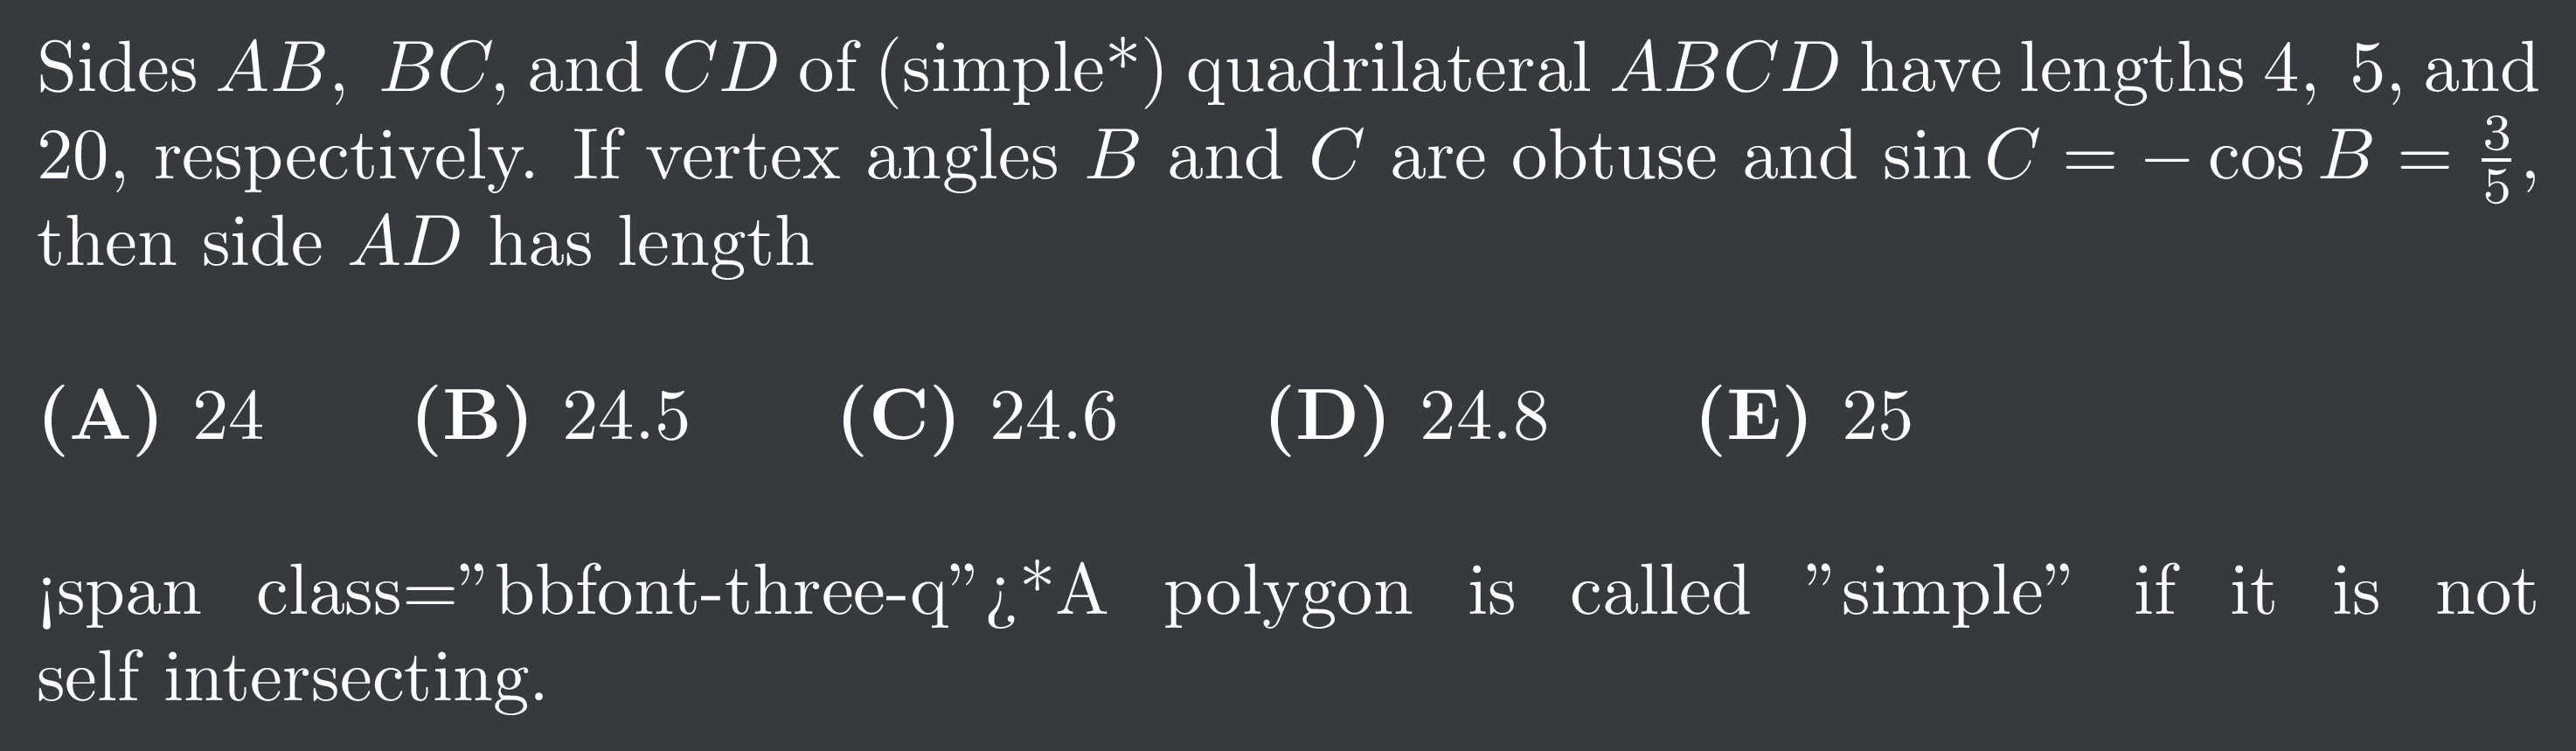 Sides AB, BC, and CD of (simple*) quadrilateral ABCD have lengths 4, 5, and
20, respectively. If vertex angles B and C are obtuse and sin C = − cos B = 3/5,
then side AD has length
(A) 24 (B) 24.5 (C) 24.6 (D) 24.8 (E) 25
¡span class=”bbfont-three-q”¿*A polygon is called ”simple” if it is not
self intersecting.